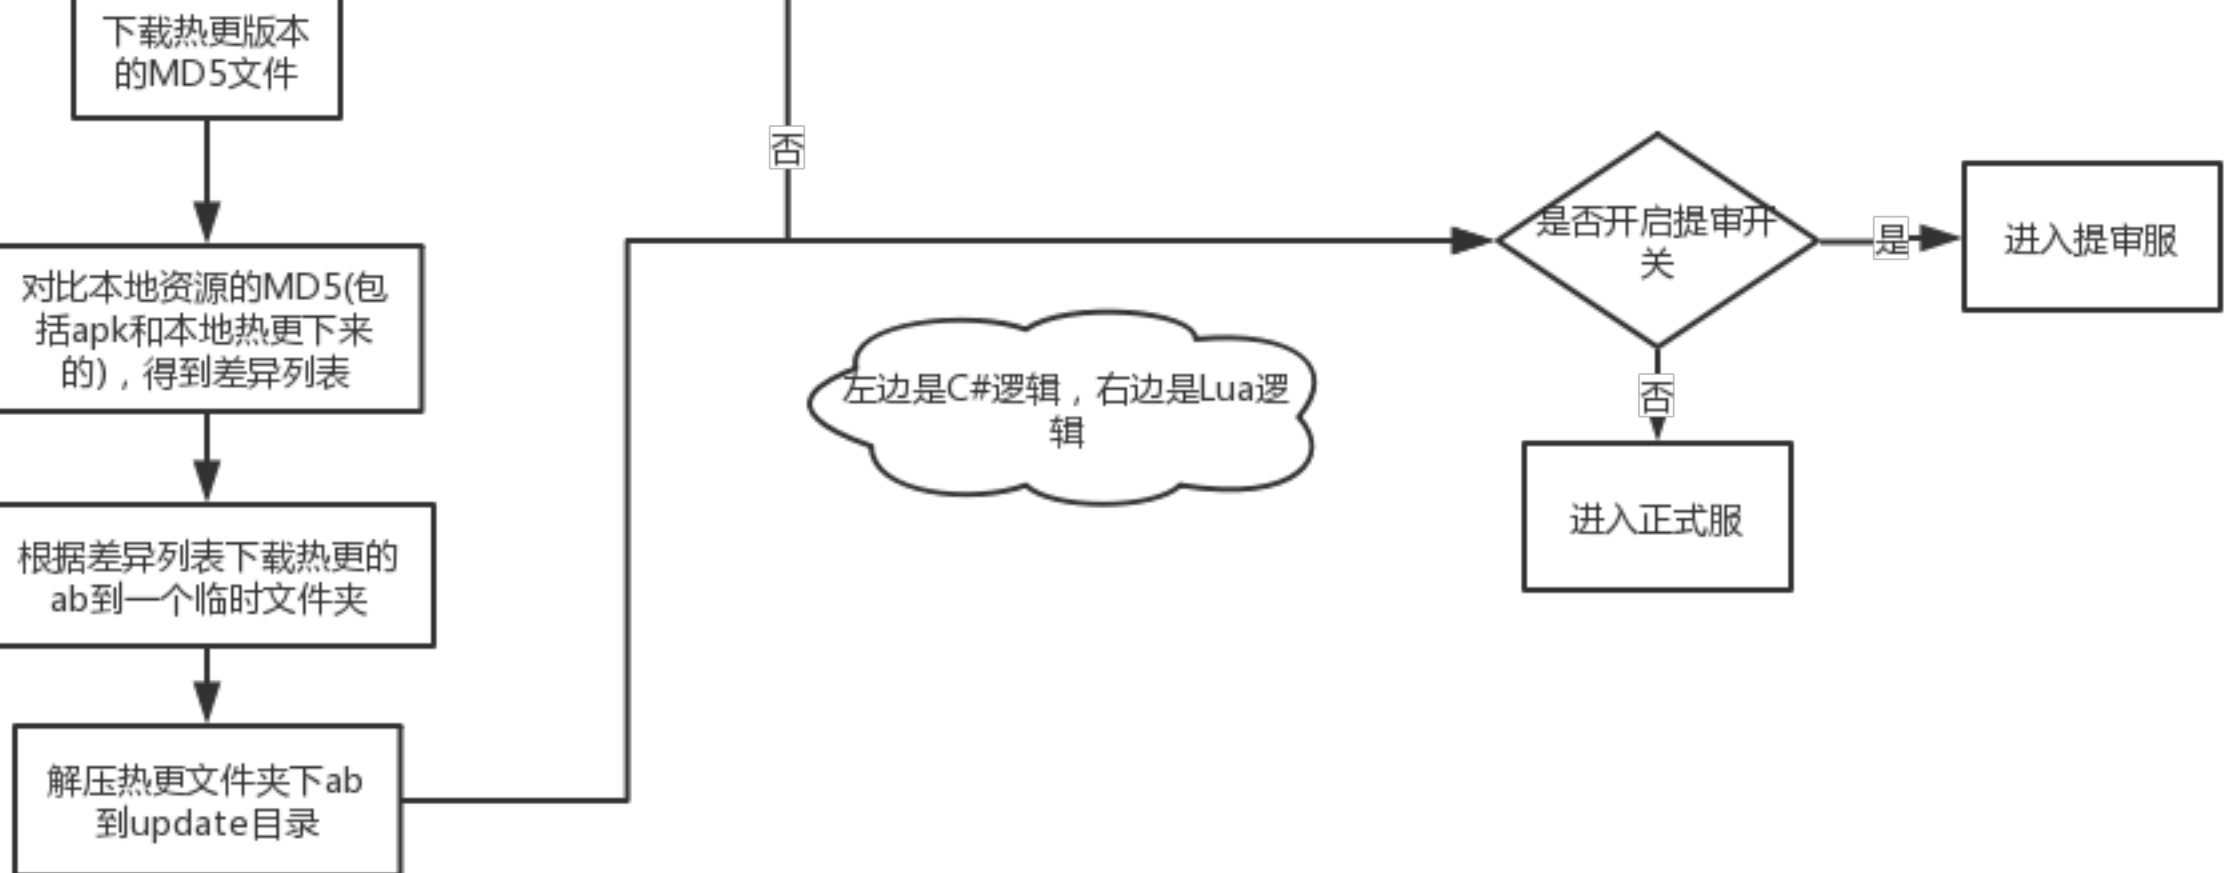 下载热更版本
的MD5文件
否
对比本地资源的MD5(包
括apk和本地热更下来
的)，得到差异列表
根据差异列表下载热更的
ab到一个临时文件夹
解压热更文件夹下ab
到update目录
左边是C#逻辑，右边是Lua逻
辑
是否开启提审开
关
是
进入提审服
否
进入正式服